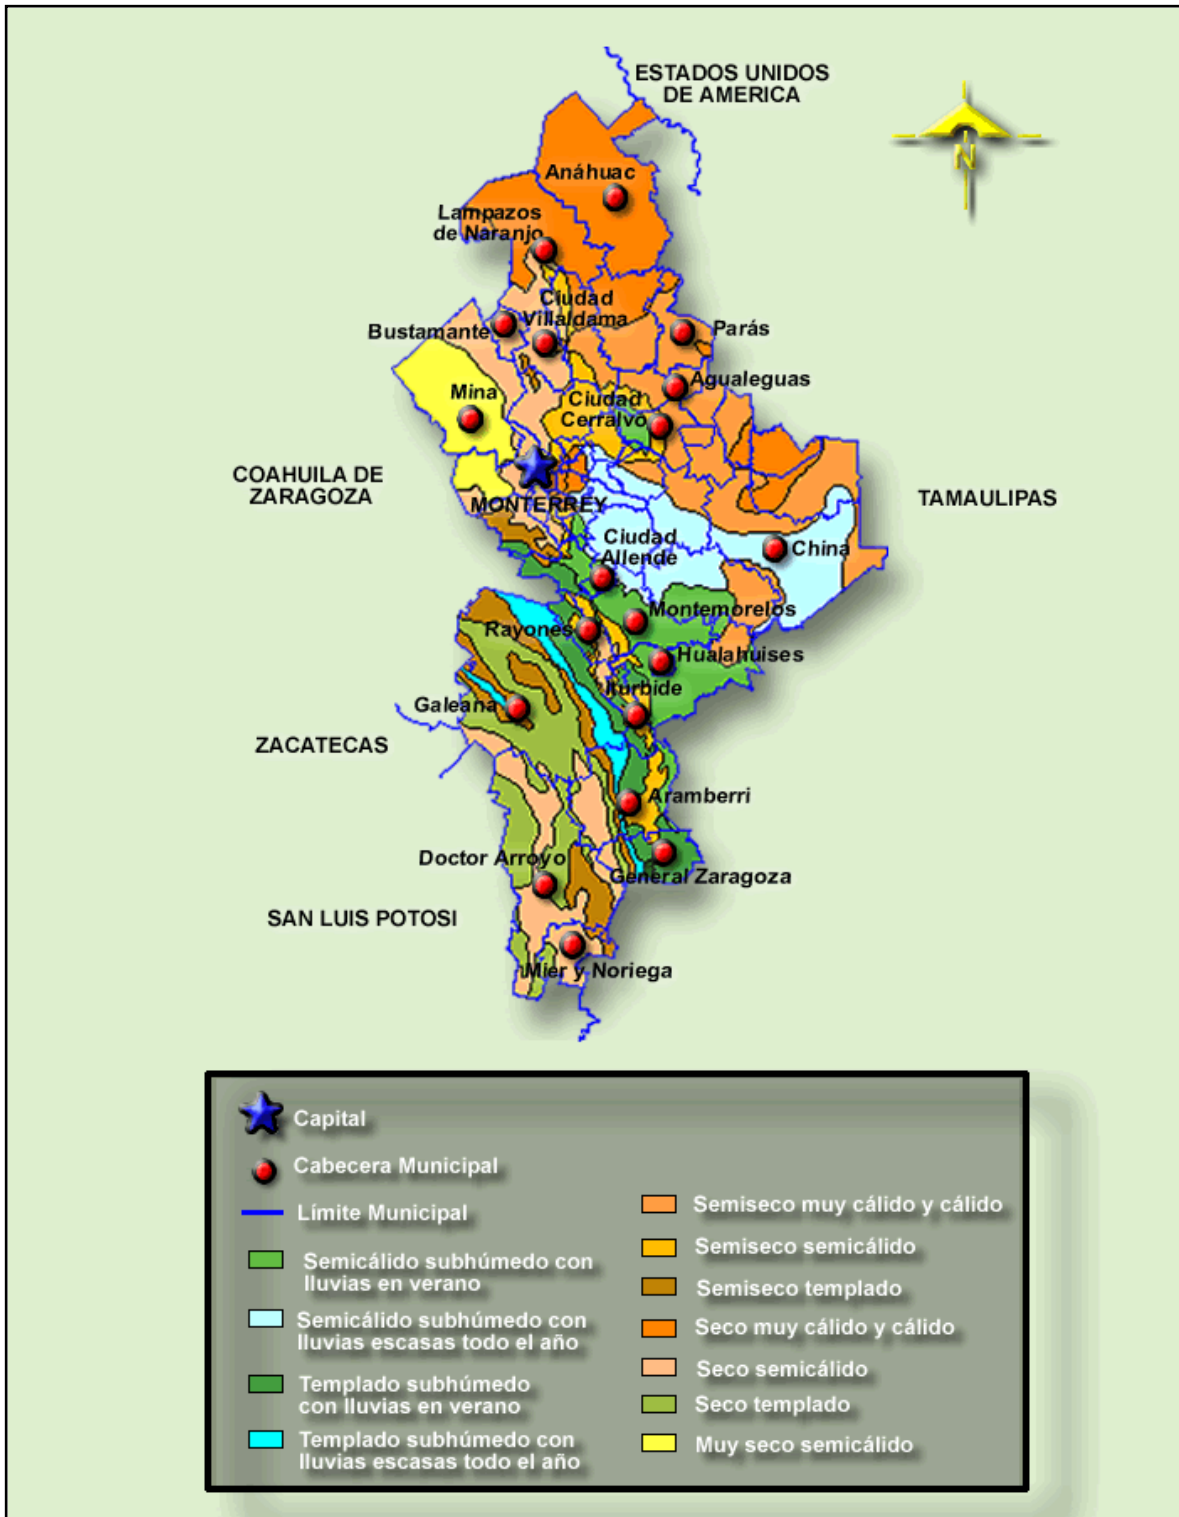 ESTADOS UNIDOS
DE AMERICA
N
Anáhuac
Lampazos
de Naranjo
Ciudad
Villaldama
Bustamante
Parás
Agualeguas
Mina
Ciudad
Cerralvo
COAHUILA DE
ZARAGOZA
MONTERREY
TAMAULIPAS
Ciudad
Allende
China
Montemorelos
Rayones
Hualahuises
Iturbide
Galeana
ZACATECAS
Aramberri
Doctor Arroyo
General Zaragoza
SAN LUIS POTOSI
Mier y Noriega
Capital
Cabecera Municipal
Límite Municipal
Semicálido subhúmedo con
lluvias en verano
Semicálido subhúmedo con
lluvias escasas todo el año
Templado subhúmedo
con lluvias en verano
Templado subhúmedo con
lluvias escasas todo el año
Semiseco muy cálido y cálido
Semiseco semicálido
Semiseco templado
Seco muy cálido y cálido
Seco semicálido
Seco templado
Muy seco semicálido